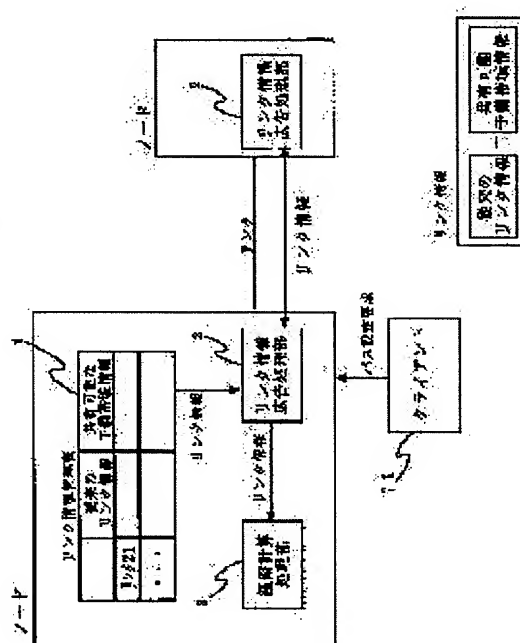 ノード
リンク情報
従来の
リンク情報
共有可能な
予備帯域情報
リンク21
リンク情報
リンク情報
広告処理部
リンク情報
経路計算
処理部
パス設定要求
クライアント
リンク
リンク情報
ノード
リンク情報
広告処理部
リンク情報
従来の
リンク情報
共有可能
予備帯域情報